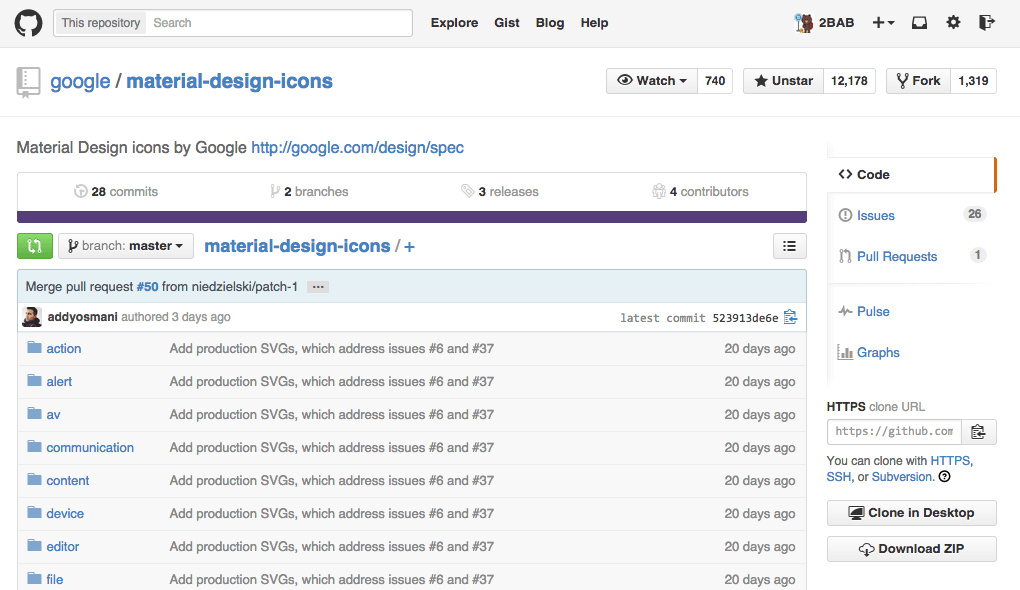 This repository Search Explore Gist Blog Help 2BAB
google / material-design-icons Watch 740 Unstar 12,178 Fork 1,319
Material Design icons by Google http://google.com/design/spec
28 commits 2 branches 3 releases 4 contributors
branch: master material-design-icons / +
Merge pull request #50 from niedzielski/patch-1 ...
addyosmani authored 3 days ago latest commit 523913de6e
action Add production SVGs, which address issues #6 and #37 20 days ago
alert Add production SVGs, which address issues #6 and #37 20 days ago
av Add production SVGs, which address issues #6 and #37 20 days ago
communication Add production SVGs, which address issues #6 and #37 20 days ago
content Add production SVGs, which address issues #6 and #37 20 days ago
device Add production SVGs, which address issues #6 and #37 20 days ago
editor Add production SVGs, which address issues #6 and #37 20 days ago
file Add production SVGs, which address issues #6 and #37 20 days ago
Code
Issues 26
Pull Requests 1
Pulse
Graphs
HTTPS clone URL
https://github.com
You can clone with HTTPS,
SSH, or Subversion.
Clone in Desktop
Download ZIP